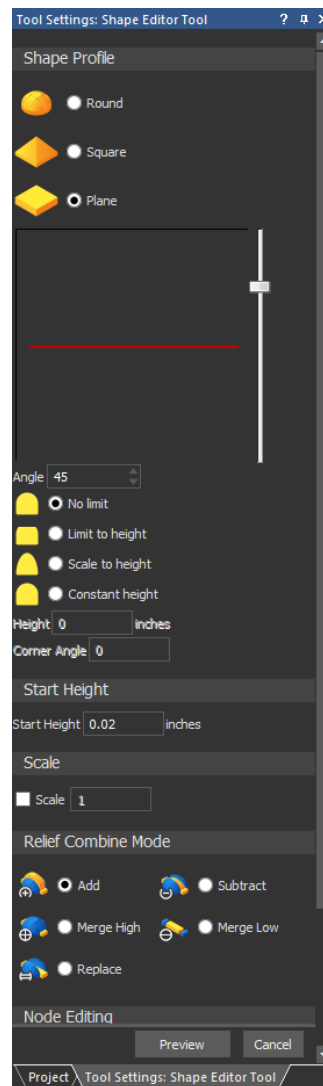 Tool Settings: Shape Editor Tool ?
Shape Profile
Round
Square
Plane
Angle 45
No limit
Limit to height
Scale to height
Constant height
Height 0 inches
Corner Angle 0
Start Height
Start Height 0.02 inches
Scale
Scale 1
Relief Combine Mode
Add Subtract
Merge High Merge Low
Replace
Node Editing
Preview Cancel
Project Tool Settings: Shape Editor Tool